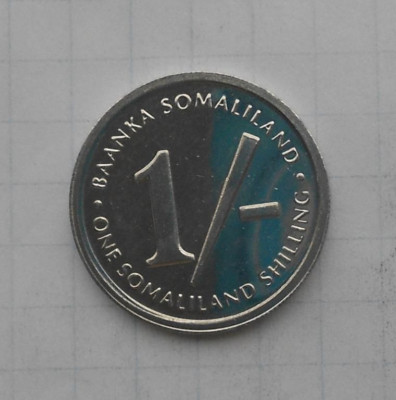 BAANKA SOMALILAND
1/-
ONE SOMALILAND SHILLING